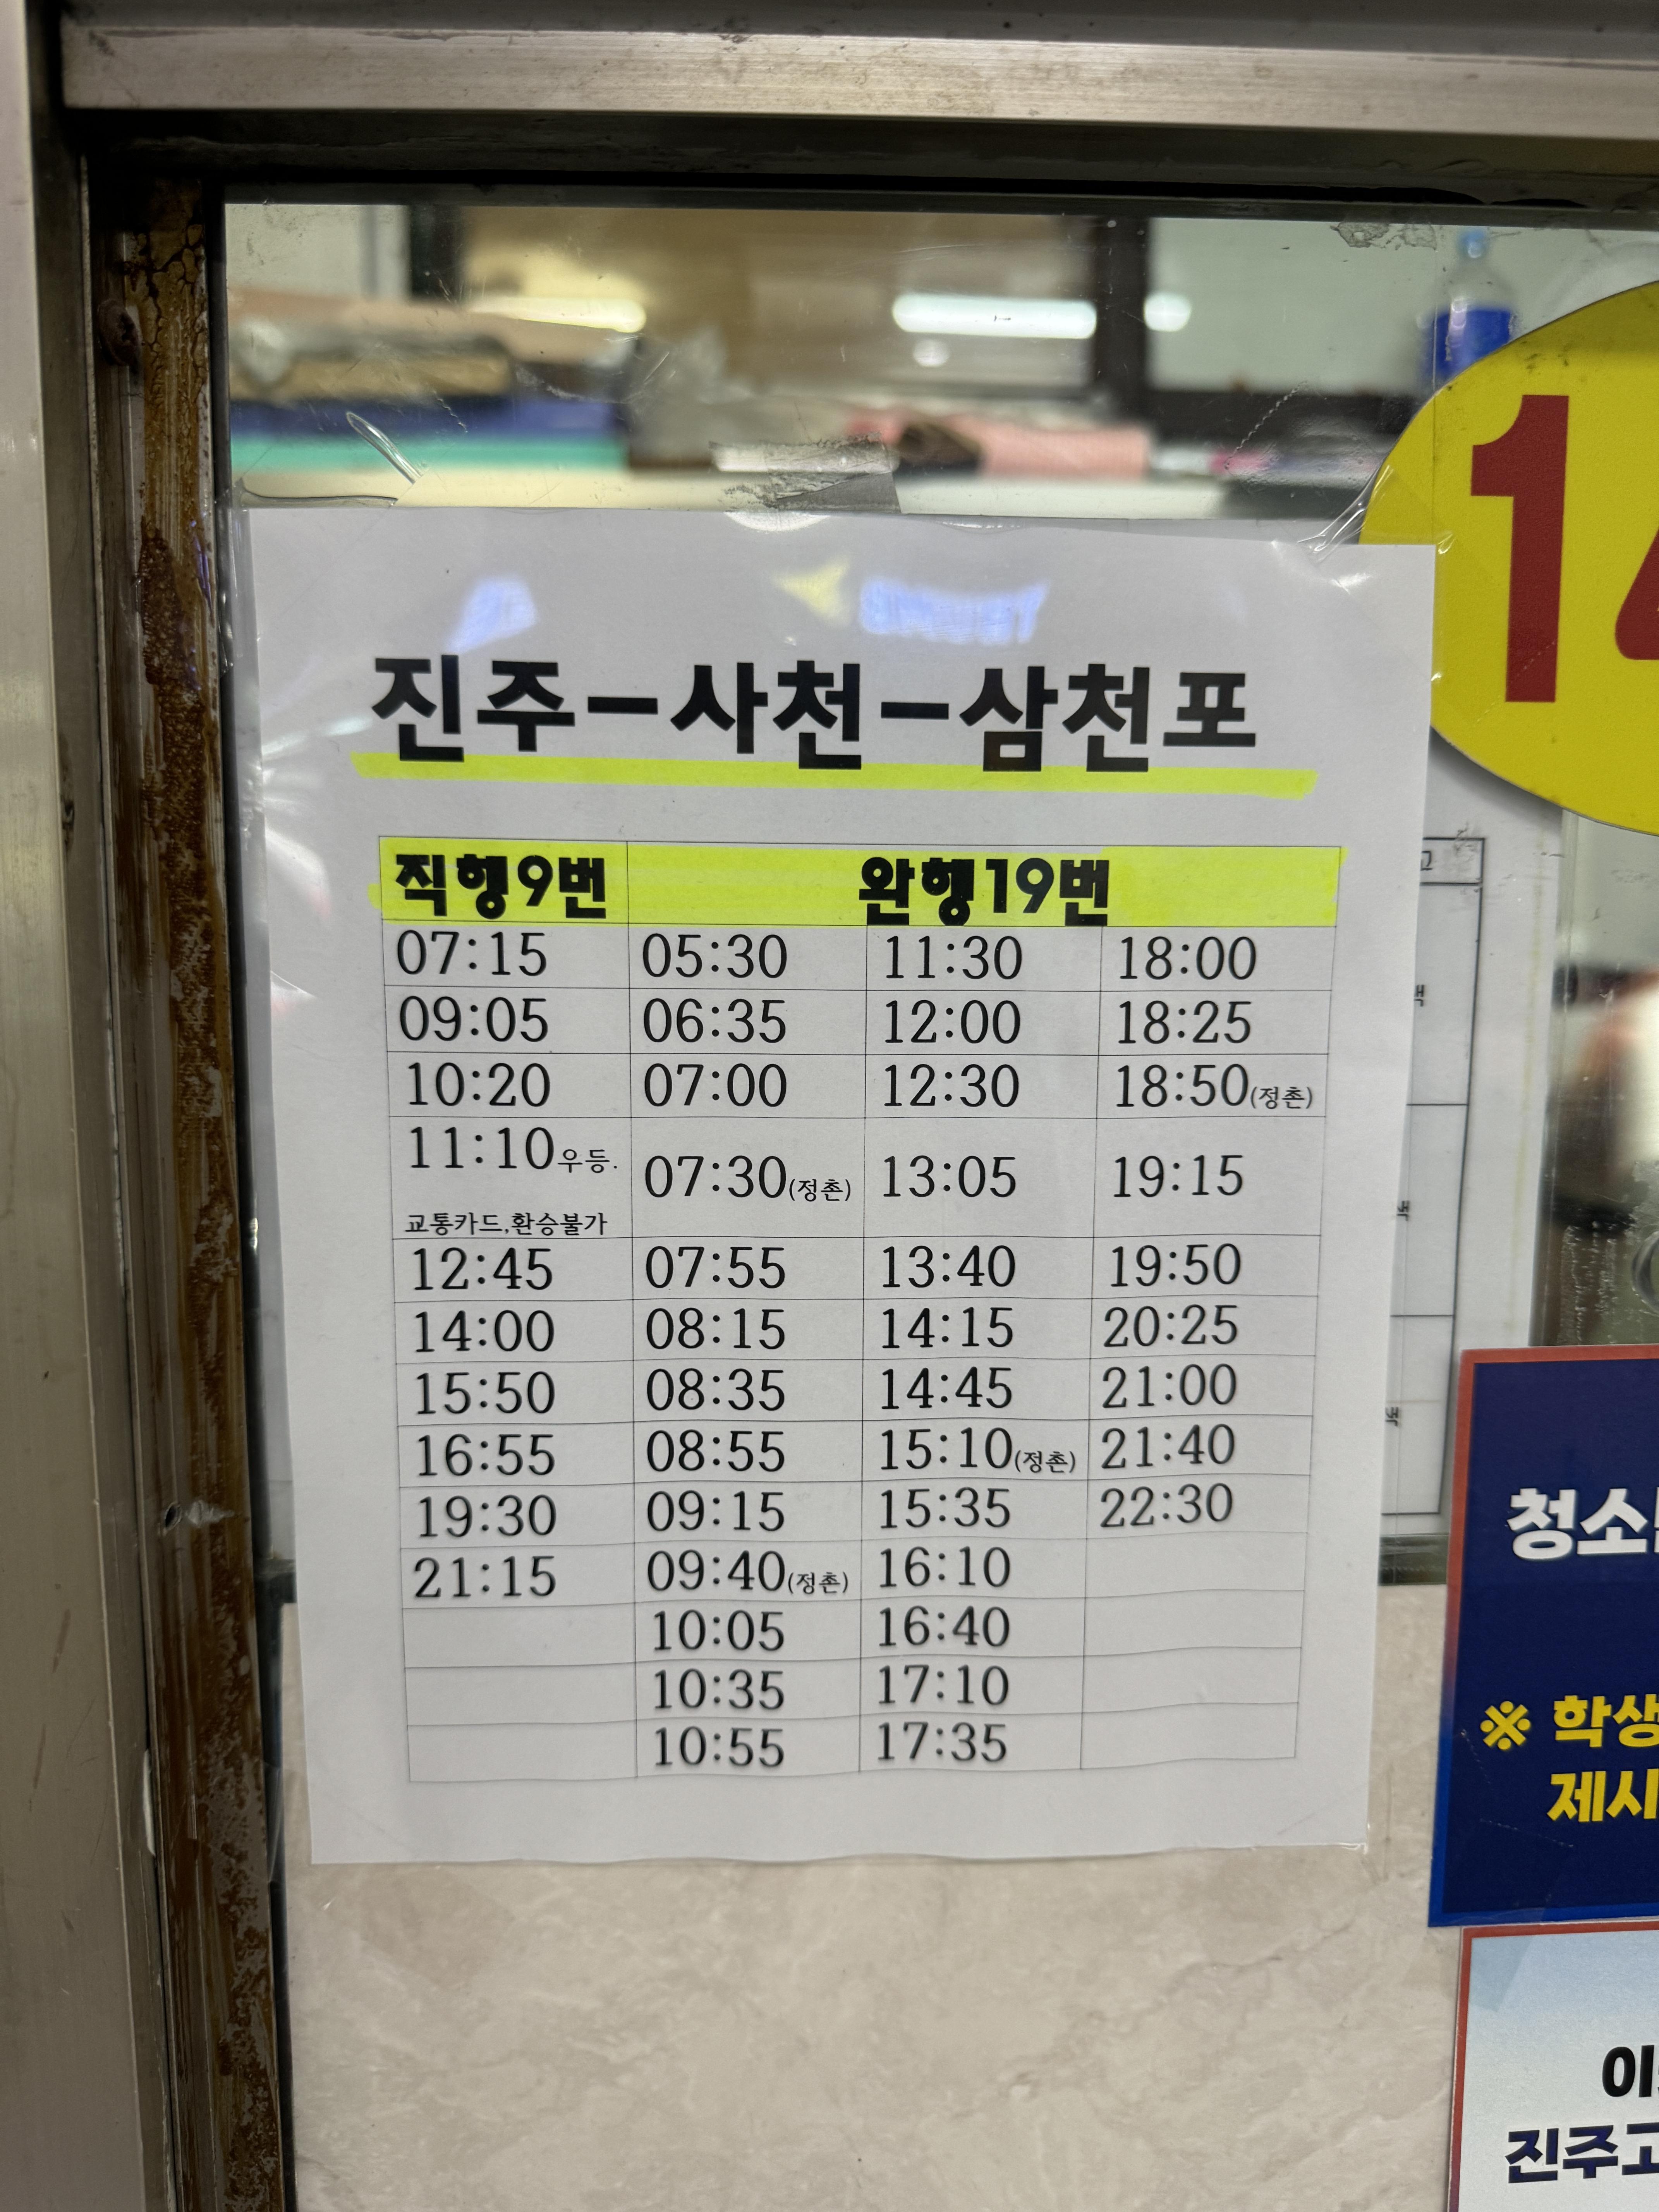 진주-사천-삼천포
직행9번 완행19번
07:15 05:30 11:30 18:00
09:05 06:35 12:00 18:25
10:20 07:00 12:30 18:50(정촌)
11:10우등. 07:30(정촌) 13:05 19:15
교통카드,환승불가
12:45 07:55 13:40 19:50
14:00 08:15 14:15 20:25
15:50 08:35 14:45 21:00
16:55 08:55 15:10(정촌) 21:40
19:30 09:15 15:35 22:30
21:15 09:40(정촌) 16:10
10:05 16:40
10:35 17:10
10:55 17:35
1
※ 학생
제시
진주고